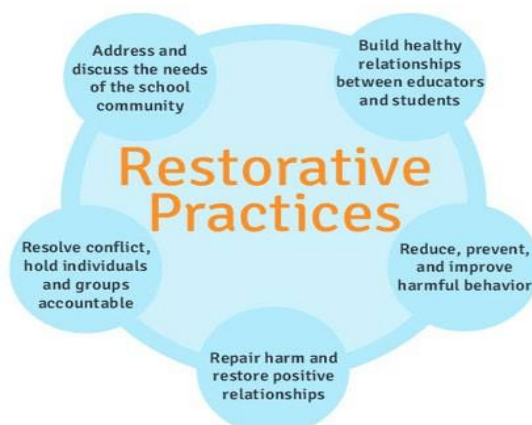 Address and
discuss the needs
of the school
community
Build healthy
relationships
between educators
and students
Restorative
Practices
Resolve conflict,
hold individuals
and groups
accountable
Reduce, prevent,
and improve
harmful behavior
Repair harm and
restore positive
relationships